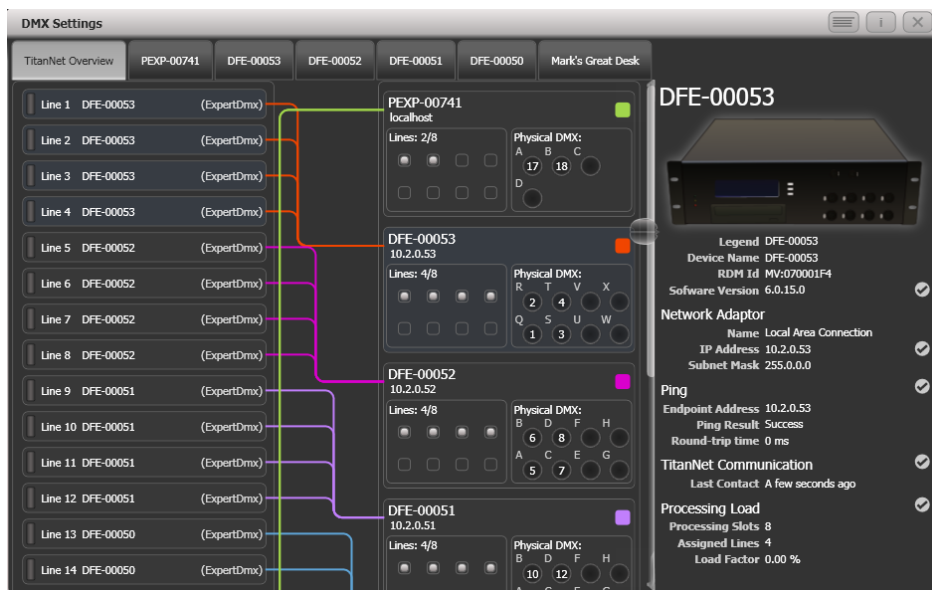 DMX Settings
i
TitanNet Overview
PEXP-00741
DFE-00053
DFE-00052
DFE-00051
DFE-00050
Mark's Great Desk
Line 1 DFE-00053 (ExpertDmx)
Line 2 DFE-00053 (ExpertDmx)
Line 3 DFE-00053 (ExpertDmx)
Line 4 DFE-00053 (ExpertDmx)
Line 5 DFE-00052 (ExpertDmx)
Line 6 DFE-00052 (ExpertDmx)
Line 7 DFE-00052 (ExpertDmx)
Line 8 DFE-00052 (ExpertDmx)
Line 9 DFE-00051 (ExpertDmx)
Line 10 DFE-00051 (ExpertDmx)
Line 11 DFE-00051 (ExpertDmx)
Line 12 DFE-00051 (ExpertDmx)
Line 13 DFE-00050 (ExpertDmx)
Line 14 DFE-00050 (ExpertDmx)
PEXP-00741
localhost
Lines: 2/8
Physical DMX:
A B C
17 18
D
DFE-00053
10.2.0.53
Lines: 4/8
Physical DMX:
R T V X
2 4
Q S U W
1 3
DFE-00052
10.2.0.52
Lines: 4/8
Physical DMX:
B D F H
6 8
A C E G
5 7
DFE-00051
10.2.0.51
Lines: 4/8
Physical DMX:
B D F H
10 12
A C E G
DFE-00053
Legend DFE-00053
Device Name DFE-00053
RDM Id MV:070001F4
Sofware Version 6.0.15.0
Network Adaptor
Name Local Area Connection
IP Address 10.2.0.53
Subnet Mask 255.0.0.0
Ping
Endpoint Address 10.2.0.53
Ping Result Success
Round-trip time 0 ms
TitanNet Communication
Last Contact A few seconds ago
Processing Load
Processing Slots 8
Assigned Lines 4
Load Factor 0.00 %